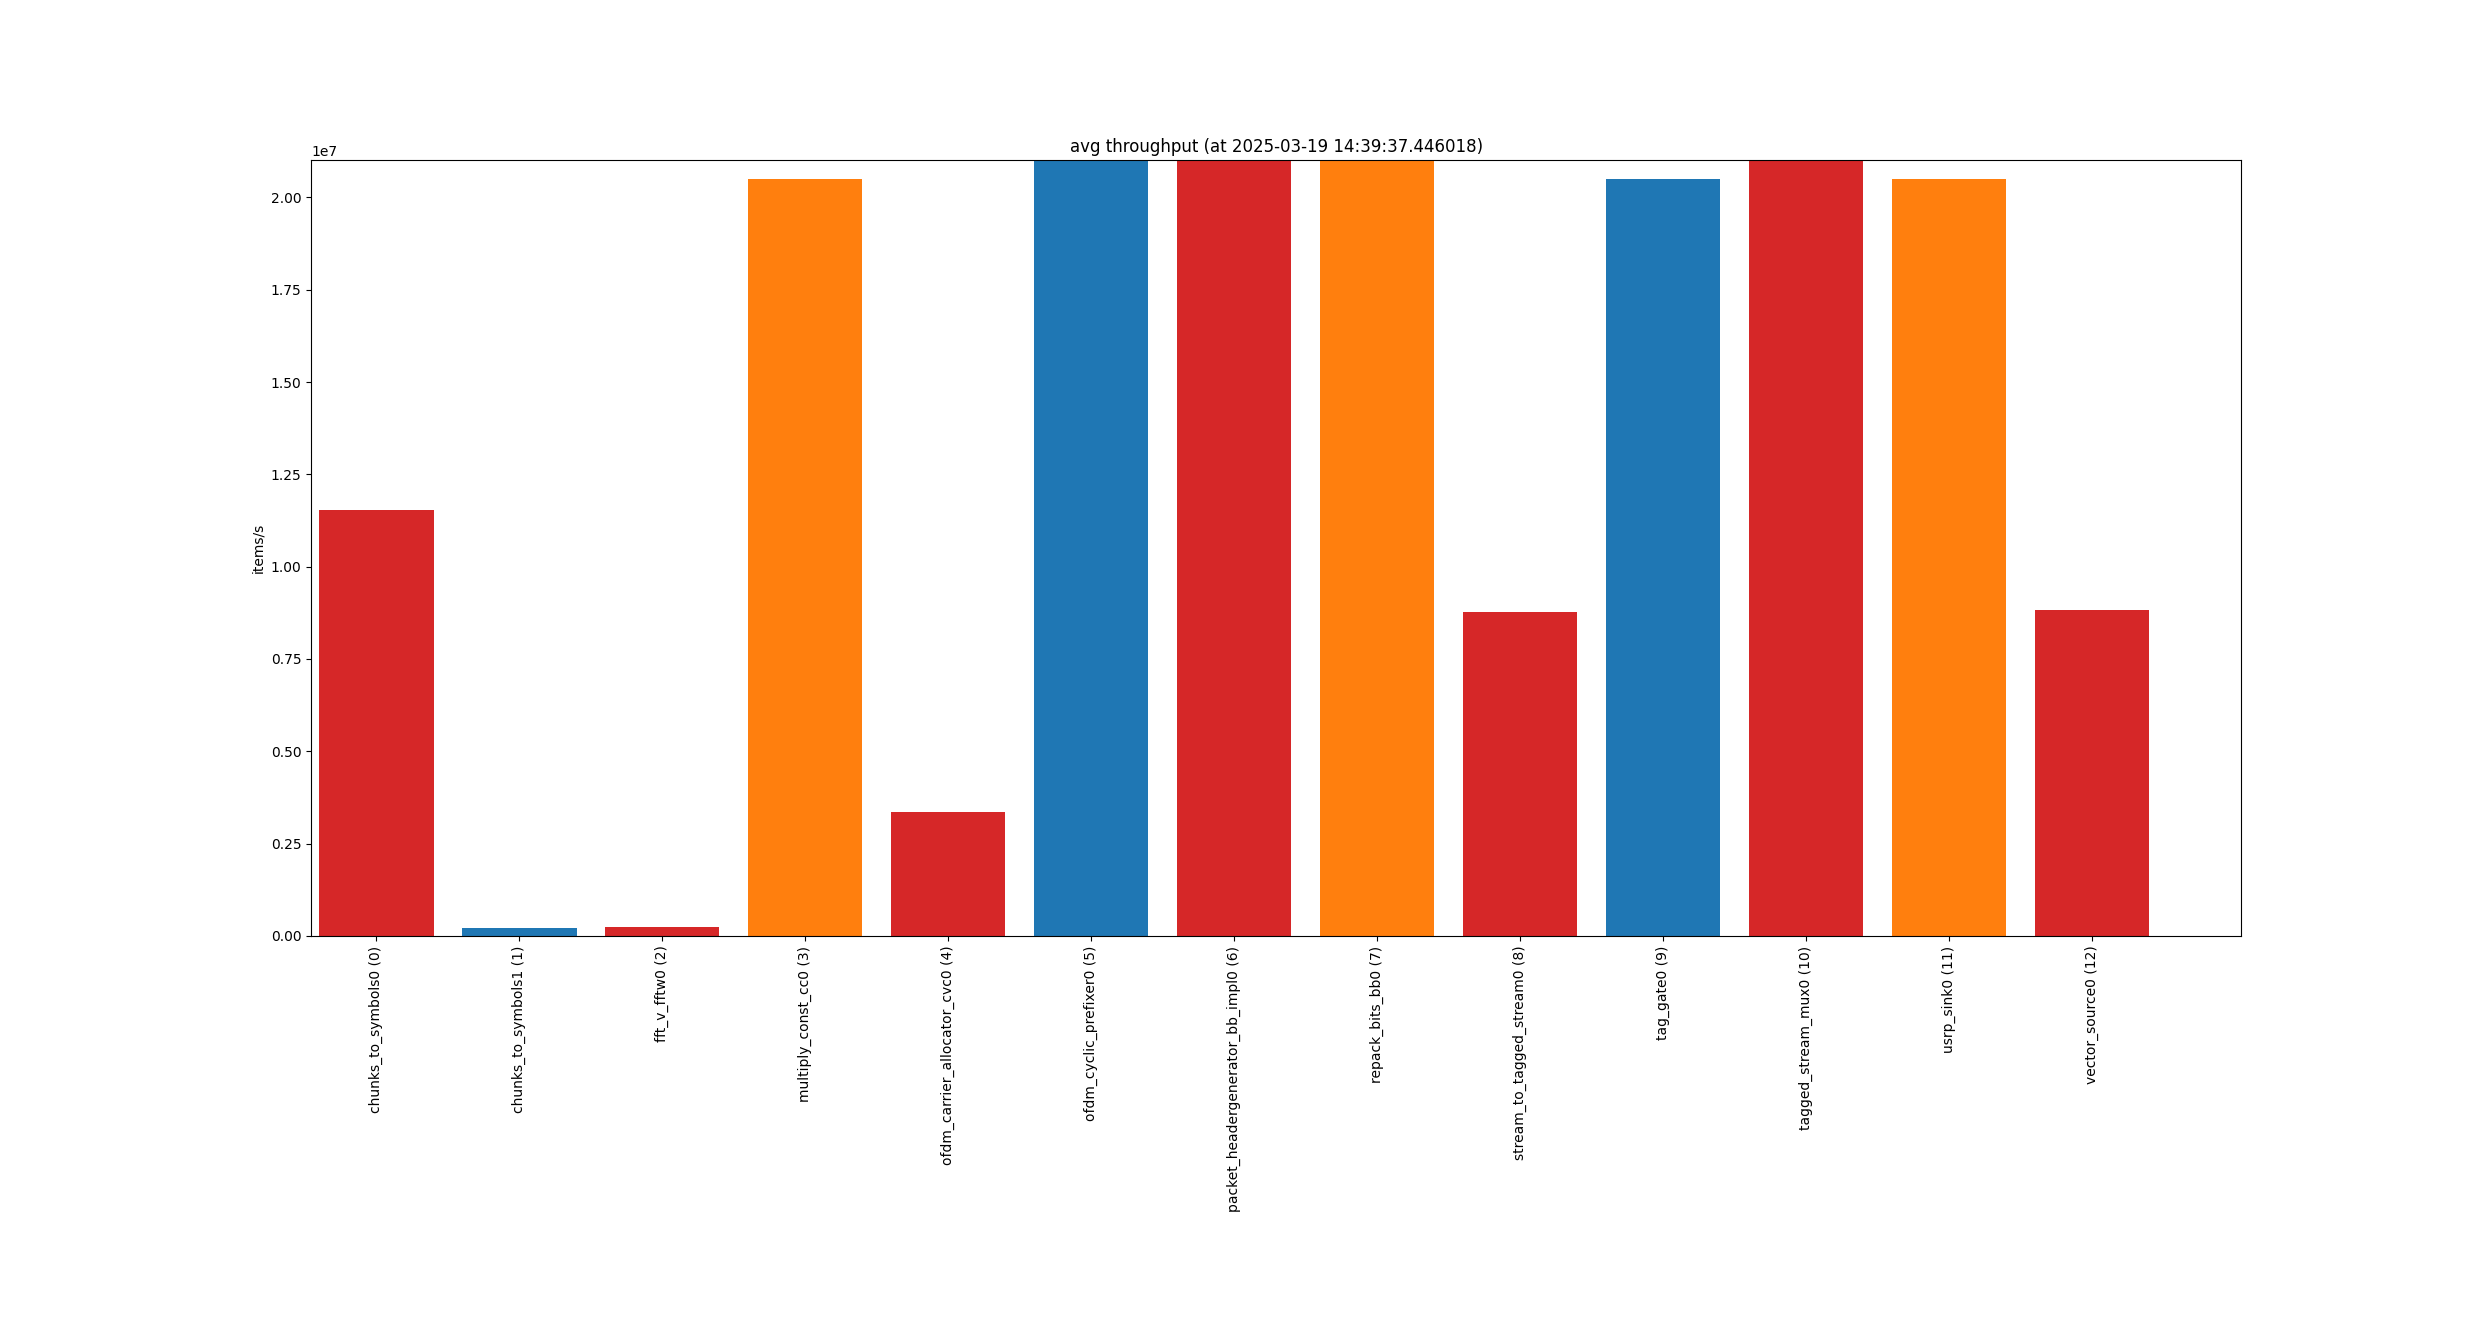 avg throughput (at 2025-03-19 14:39:37.446018)
1e7
2.00
1.75
1.50
1.25
1.00
0.75
0.50
0.25
0.00
items/s
chunks_to_symbols0 (0)
chunks_to_symbols1 (1)
fft_v_fftw0 (2)
multiply_const_cc0 (3)
ofdm_carrier_allocator_cvc0 (4)
ofdm_cyclic_prefixer0 (5)
packet_headergenerator_bb_impl0 (6)
repack_bits_bb0 (7)
stream_to_tagged_stream0 (8)
tag_gate0 (9)
tagged_stream_mux0 (10)
usrp_sink0 (11)
vector_source0 (12)